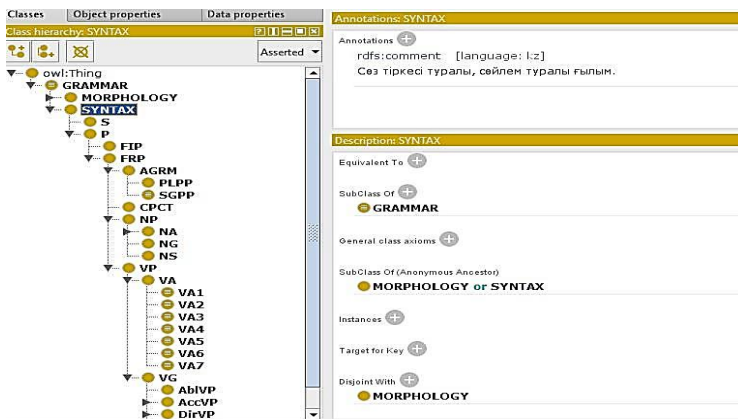 Classes Object properties Data properties
Class hierarchy: SYNTAX
Asserted
owl:Thing
GRAMMAR
MORPHOLOGY
SYNTAX
S
P
FIP
FRP
AGRM
PLPP
SGPP
CPCT
NP
NA
NG
NS
VP
VA
VA1
VA2
VA3
VA4
VA5
VA6
VA7
VG
AblVP
AccVP
DirVP
Annotations: SYNTAX
Annotations
rdfs:comment [language: kz]
Сөз тіркесі туралы, сөйлем туралы ғылым.
Description: SYNTAX
Equivalent To
SubClass Of
GRAMMAR
General class axioms
SubClass Of (Anonymous Ancestor)
MORPHOLOGY or SYNTAX
Instances
Target for Key
Disjoint With
MORPHOLOGY